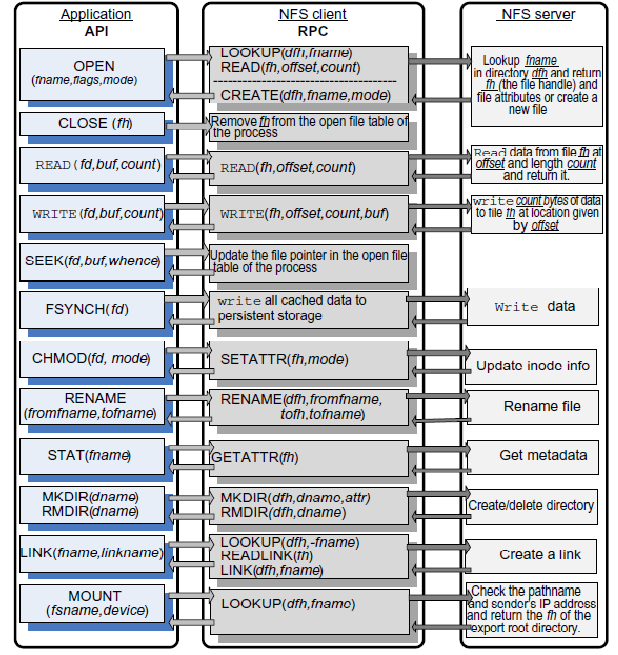 Application
API
NFS client
RPC
NFS server
OPEN
(fname,flags,mode)
LOOKUP(dfh,fname)
READ(fh,offset,count)
-----------------------------------
CREATE(dfh,fname,mode)
Lookup fname
in directory dfh and return
fh (the file handle) and
file attributes or create a
new file
CLOSE (fh)
Remove fh from the open file table of
the process
READ(fd,buf,count)
READ(fh,offset,count)
Read data from file fh at
offset and length count
and return it.
WRITE(fd,buf,count)
WRITE(fh,offset,count,buf)
Write count bytes of data
to file fh at location given
by offset
SEEK(fd,buf,whence)
Update the file pointer in the open file
table of the process
FSYNCH(fd)
write all cached data to
persistent storage
Write data
CHMOD(fd, mode)
SETATTR(fh,mode)
Update inode info
RENAME
(fromfname,tofname)
RENAME(dfh,fromfname,
tofh,tofname)
Rename file
STAT(fname)
GETATTR(fh)
Get metadata
MKDIR(dname)
RMDIR(dname)
MKDIR(dfh,dname,attr)
RMDIR(dfh,dname)
Create/delete directory
LINK(fname,linkname)
LOOKUP(dfh,-fname)
READLINK(fh)
LINK(dfh,fname)
Create a link
MOUNT
(fsname,device)
LOOKUP(dfh,fname)
Check the pathname
and sender's IP address
and return the fh of the
export root directory.